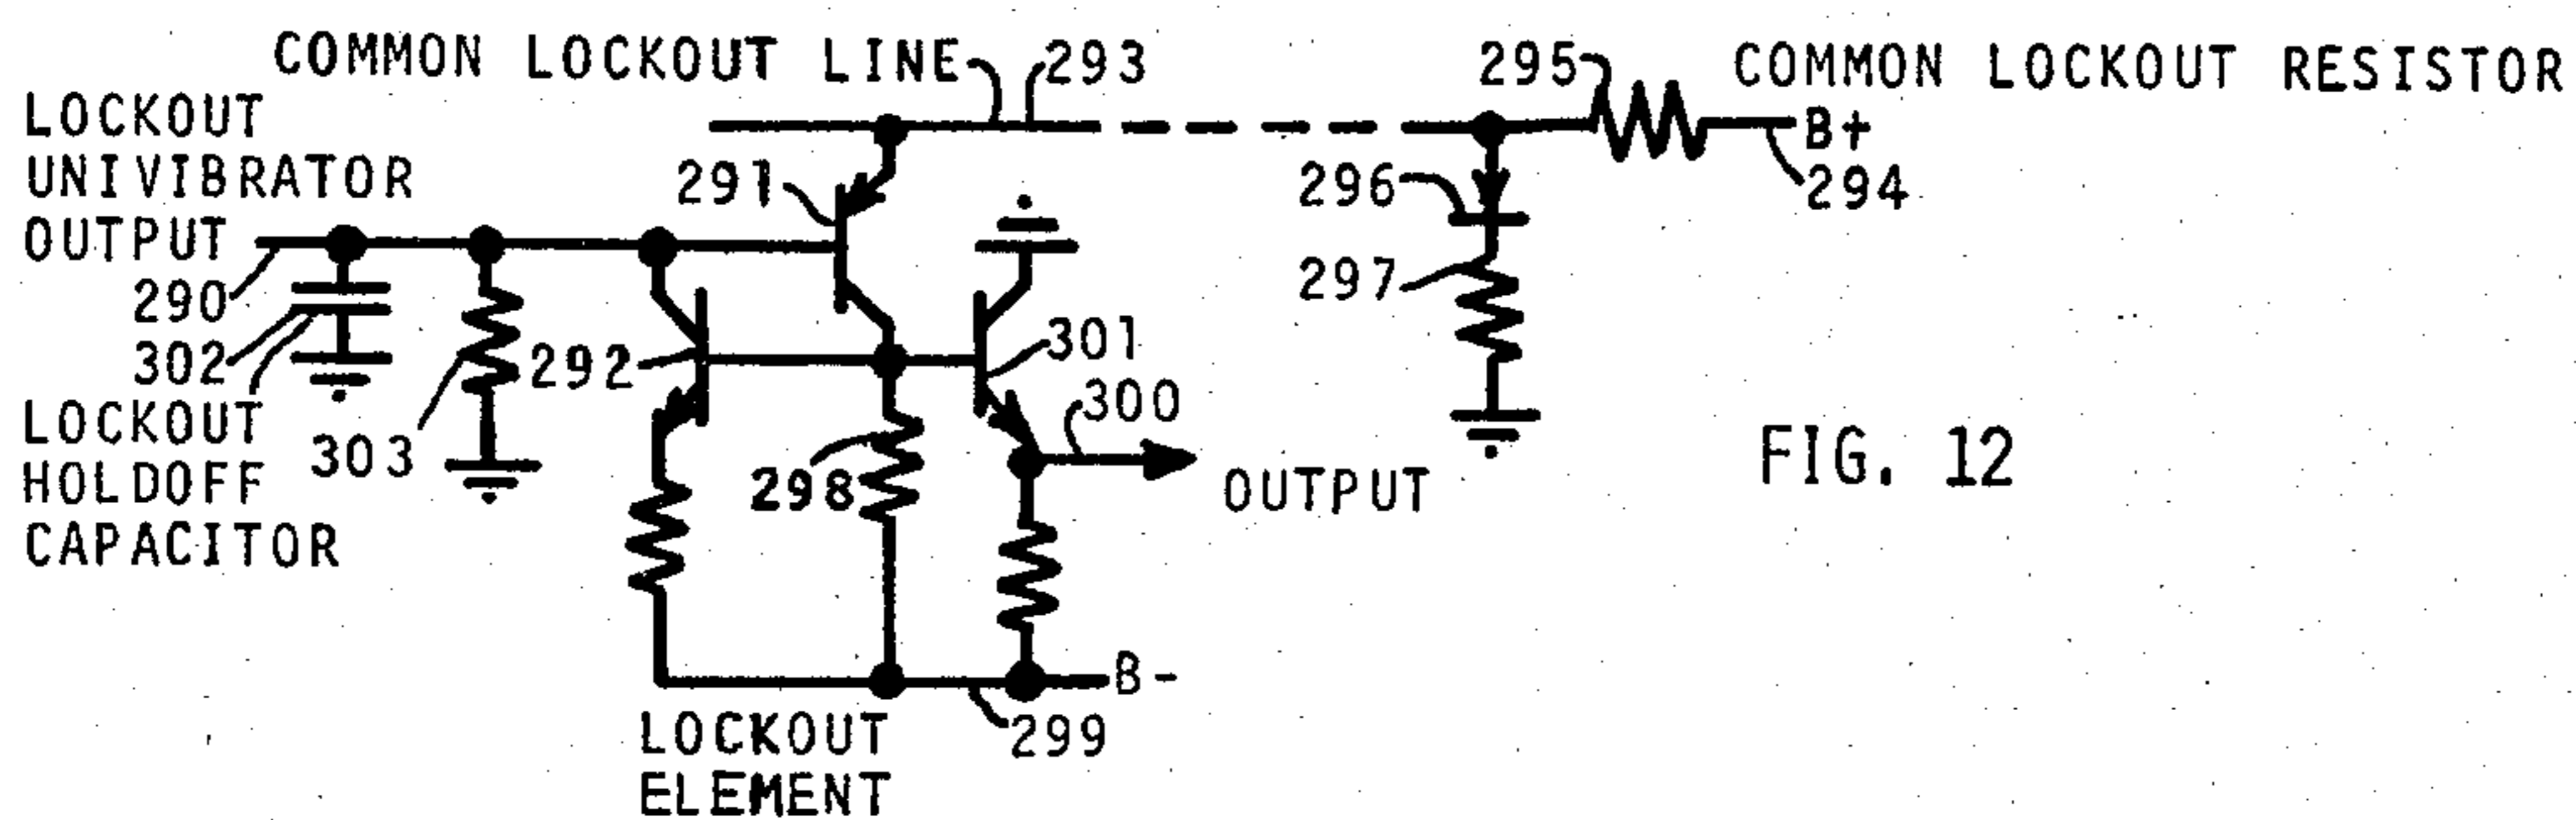 COMMON LOCKOUT LINE
293
295
COMMON LOCKOUT RESISTOR
LOCKOUT
UNIVIBRATOR
OUTPUT
B+
294
291
296
290
297
302
303
292
301
300
LOCKOUT
HOLDOFF
CAPACITOR
298
OUTPUT
FIG. 12
B-
299
LOCKOUT
ELEMENT